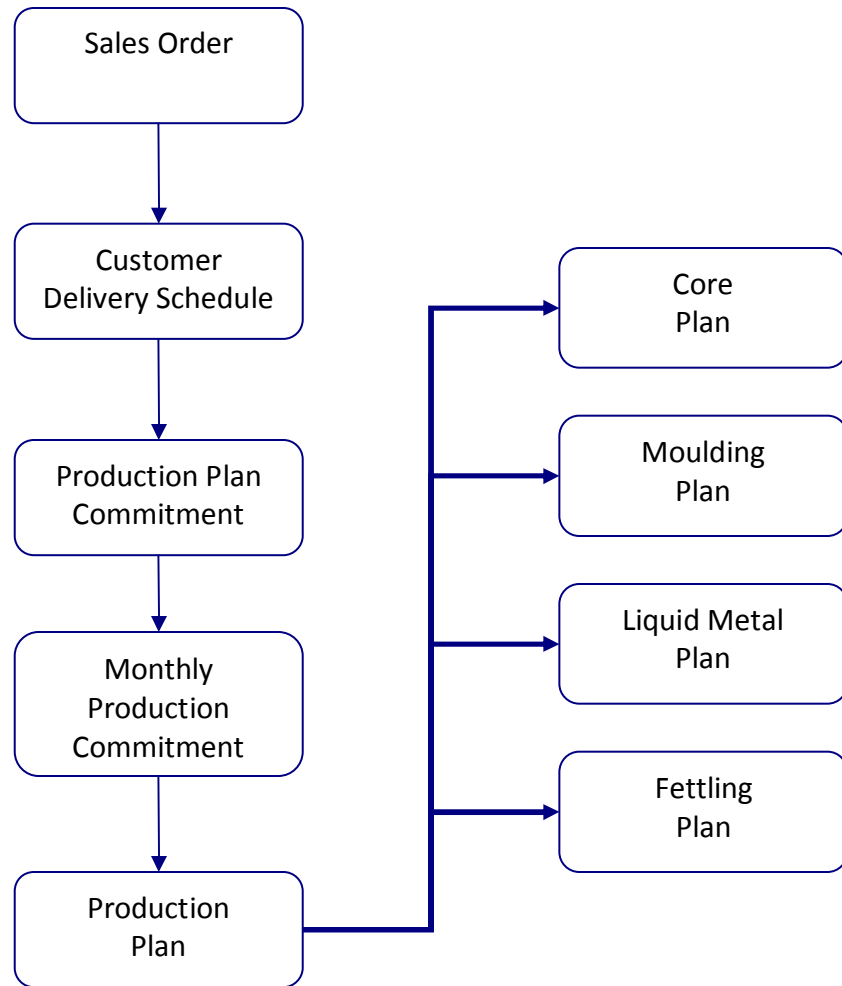 Sales Order
Customer
Delivery Schedule
Production Plan
Commitment
Monthly
Production
Commitment
Production
Plan
Core
Plan
Moulding
Plan
Liquid Metal
Plan
Fettling
Plan